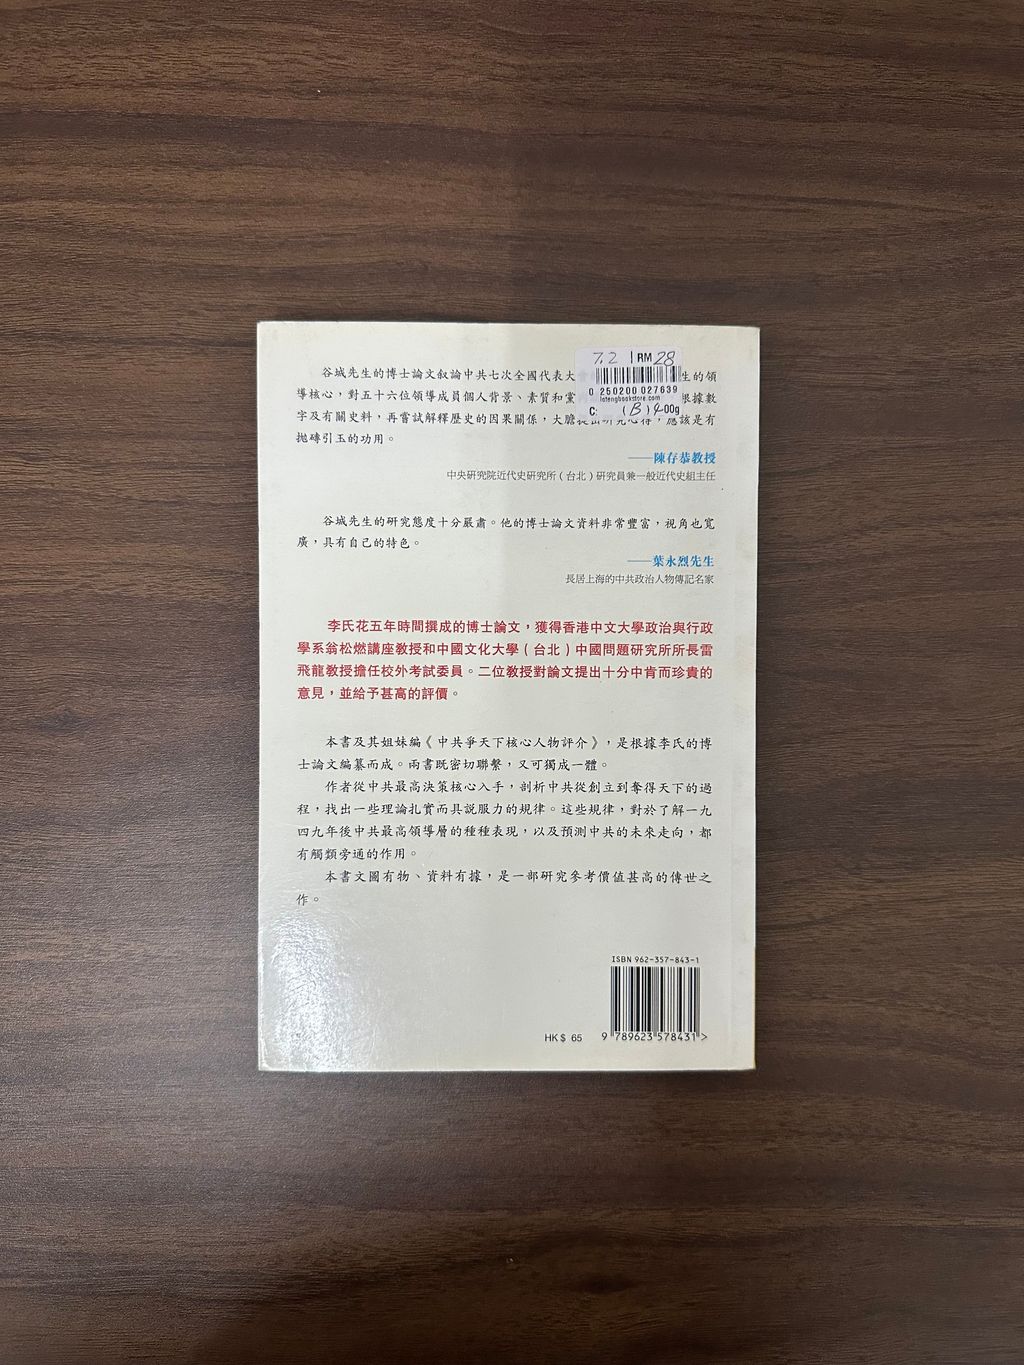 7.2 RM 28
0 250200 027639
latengbookstore.com
C: (B) 400g
谷城先生的博士論文叙論中共七次全國代表大會 生的領
導核心，對五十六位領導成員個人背景、素質和黨 根據數
字及有關史料，再嘗試解釋歷史的因果關係，大膽提出研究心得，應該是有
拋磚引玉的功用。
——陳存恭教授
中央研究院近代史研究所（台北）研究員兼一般近代史組主任
谷城先生的研究態度十分嚴肅。他的博士論文資料非常豐富，視角也寬
廣，具有自己的特色。
——葉永烈先生
長居上海的中共政治人物傳記名家
李氏花五年時間撰成的博士論文，獲得香港中文大學政治與行政
學系翁松燃講座教授和中國文化大學（台北）中國問題研究所所長雷
飛龍教授擔任校外考試委員。二位教授對論文提出十分中肯而珍貴的
意見，並給予甚高的評價。
本書及其姐妹編《中共爭天下核心人物評介》，是根據李氏的博
士論文編纂而成。兩書既密切聯繫，又可獨成一體。
作者從中共最高決策核心入手，剖析中共從創立到奪得天下的過
程，找出一些理論扎實而具說服力的規律。這些規律，對於了解一九
四九年後中共最高領導層的種種表現，以及預測中共的未來走向，都
有觸類旁通的作用。
本書文圖有物、資料有據，是一部研究參考價值甚高的傳世之
作。
ISBN 962-357-843-1
HK$ 65
9 789623 578431 >